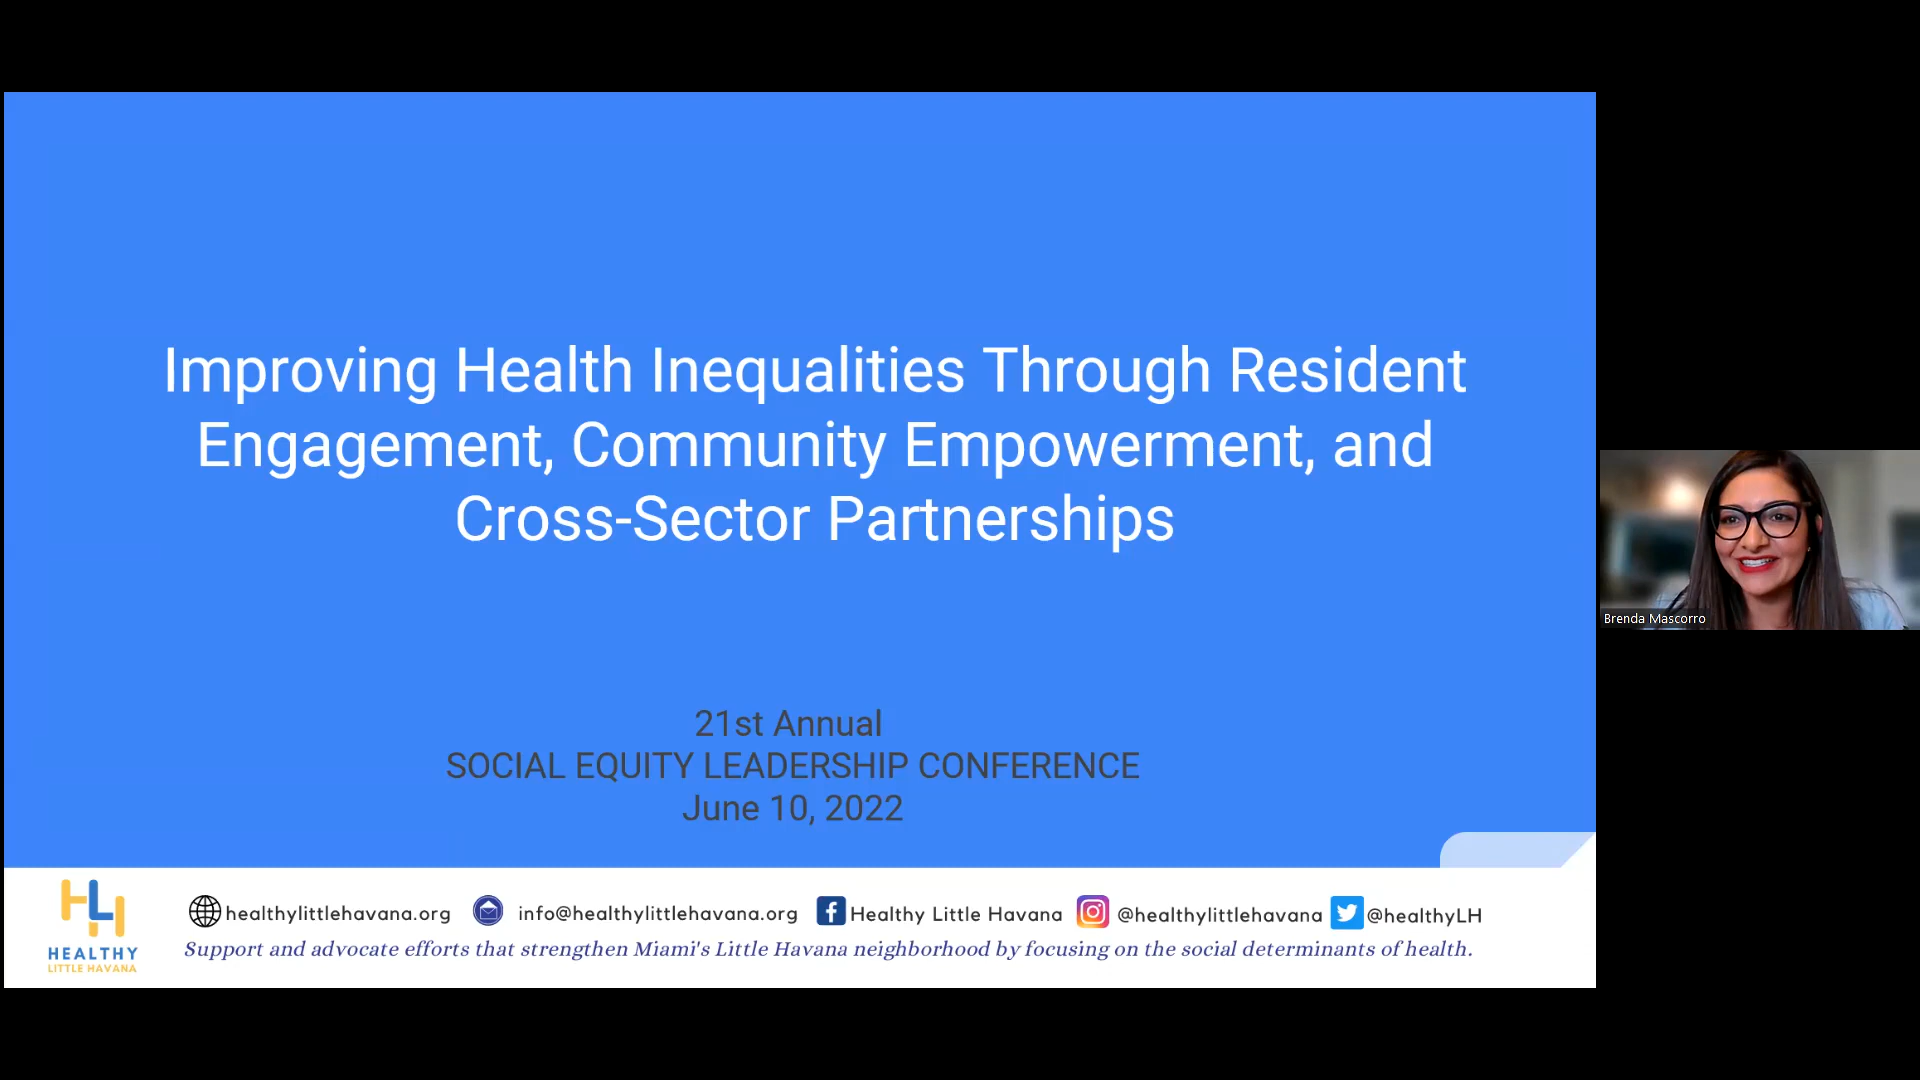 Improving Health Inequalities Through Resident
Engagement, Community Empowerment, and
Cross-Sector Partnerships
21st Annual
SOCIAL EQUITY LEADERSHIP CONFERENCE
June 10, 2022
Brenda Mascorro
HLH
HEALTHY
LITTLE HAVANA
healthylittlehavana.org info@healthylittlehavana.org Healthy Little Havana @healthylittlehavana @healthyLH
Support and advocate efforts that strengthen Miami's Little Havana neighborhood by focusing on the social determinants of health.